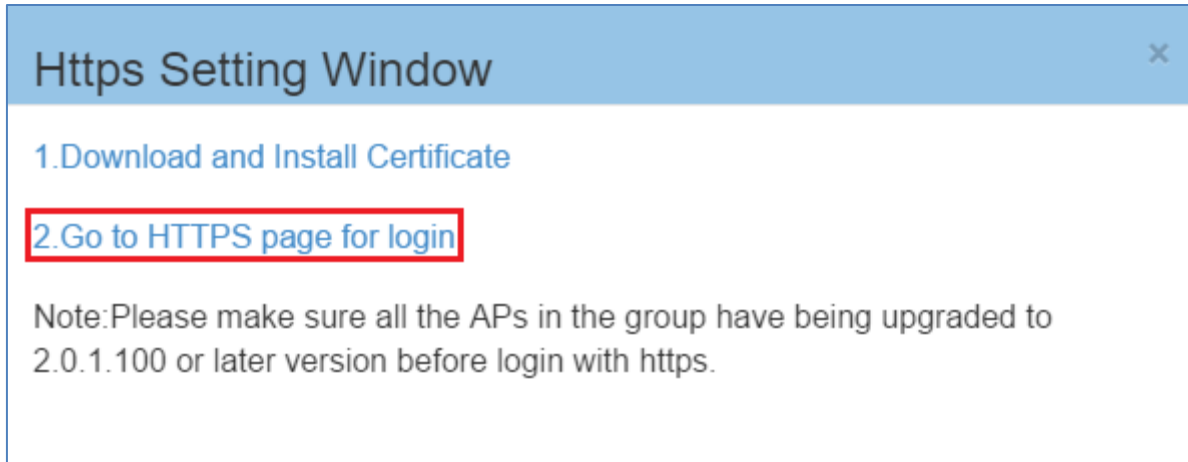 Https Setting Window
×
1.Download and Install Certificate
2.Go to HTTPS page for login
Note:Please make sure all the APs in the group have being upgraded to
2.0.1.100 or later version before login with https.